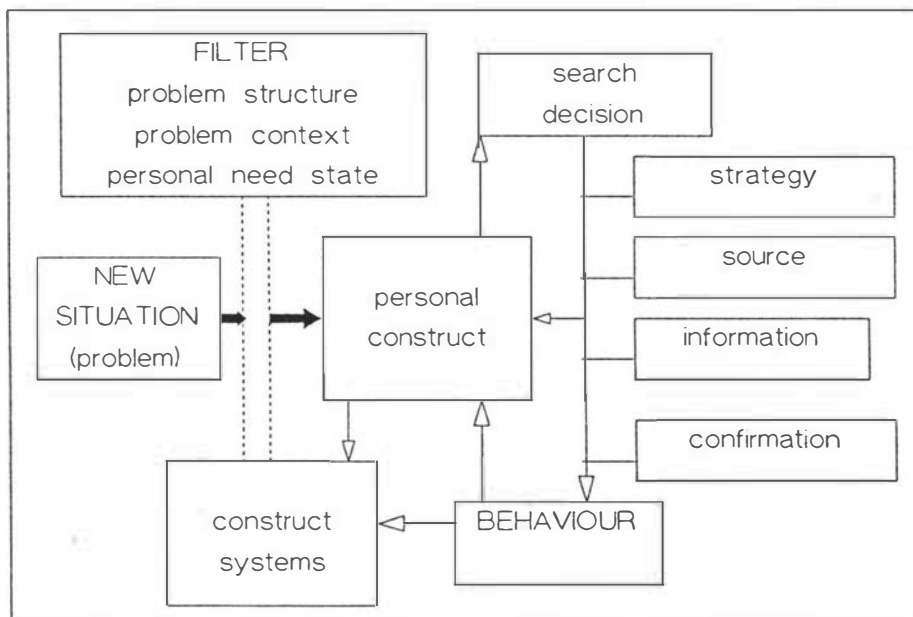 FILTER
problem structure
problem context
personal need state
search
decision
strategy
source
information
confirmation
NEW
SITUATION
(problem)
personal
construct
construct
systems
BEHAVIOUR